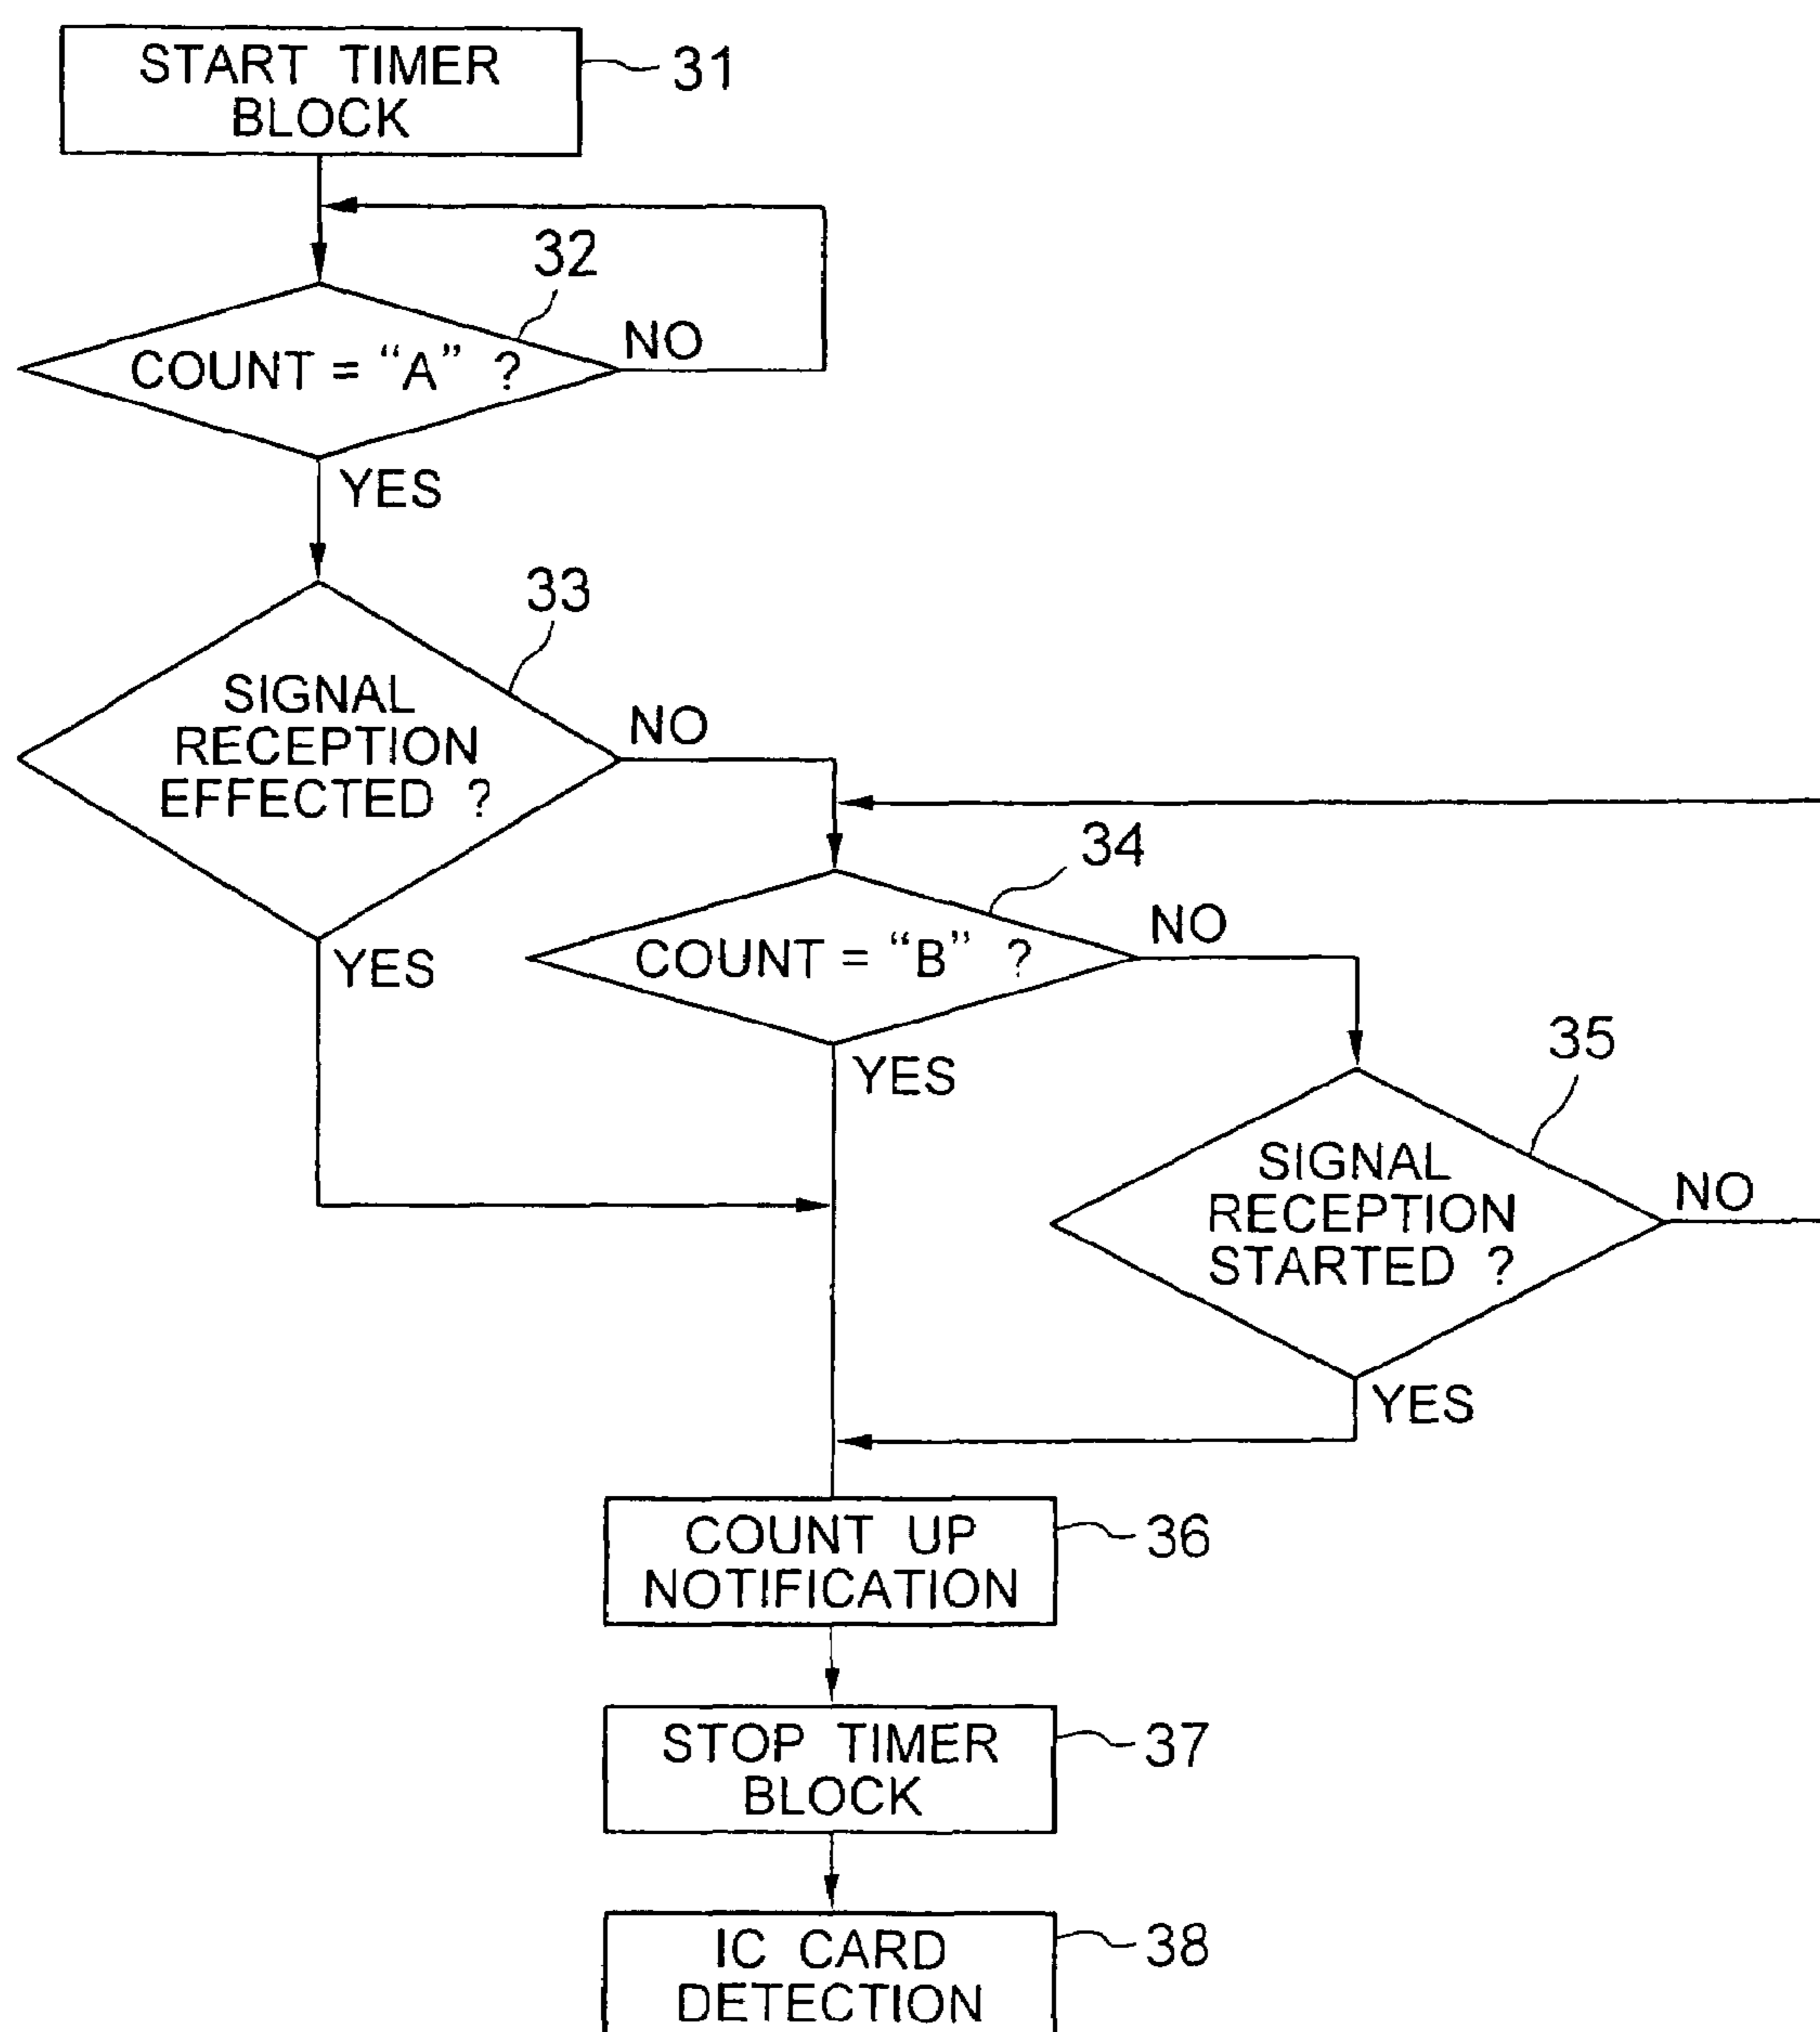 START TIMER
BLOCK
31
32
COUNT = “A” ?
NO
YES
33
SIGNAL
RECEPTION
EFFECTED ?
NO
YES
34
COUNT = “B” ?
NO
YES
35
SIGNAL
RECEPTION
STARTED ?
NO
YES
COUNT UP
NOTIFICATION
36
STOP TIMER
BLOCK
37
IC CARD
DETECTION
38